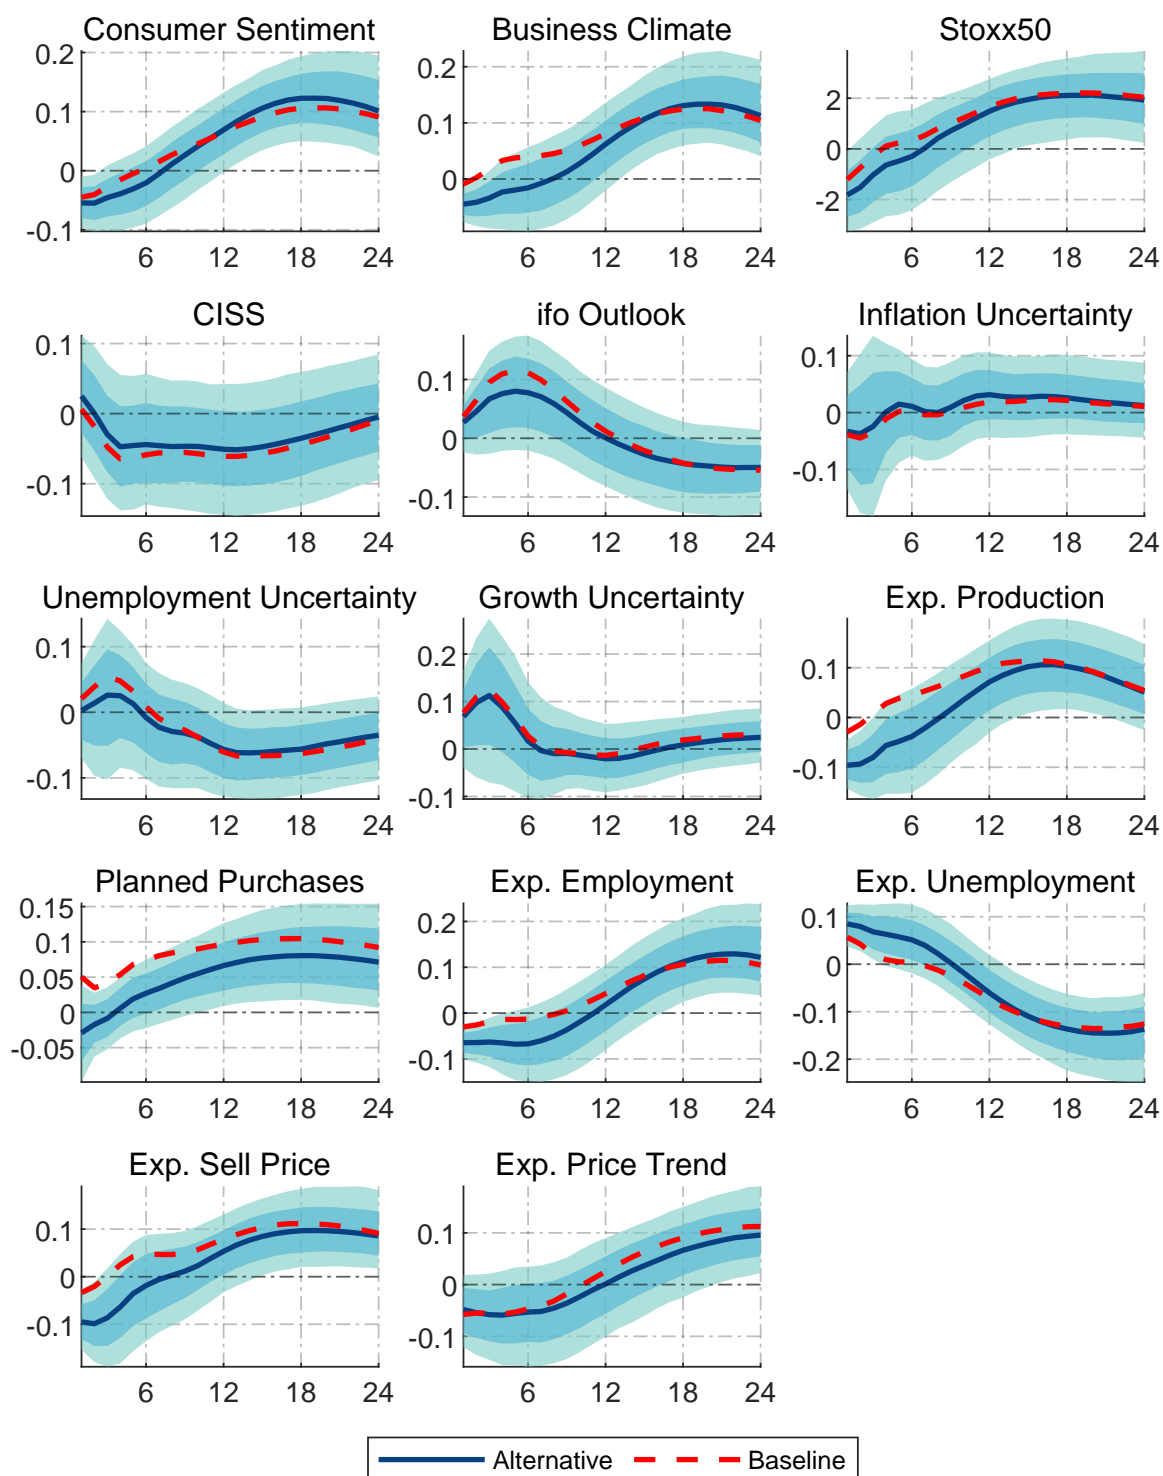 Consumer Sentiment
0.2
0.1
0
-0.1
6 12 18 24
Business Climate
0.2
0.1
0
6 12 18 24
Stoxx50
2
0
-2
6 12 18 24
CISS
0.1
0
-0.1
6 12 18 24
ifo Outlook
0.1
0
-0.1
6 12 18 24
Inflation Uncertainty
0.1
0
-0.1
6 12 18 24
Unemployment Uncertainty
0.1
0
-0.1
6 12 18 24
Growth Uncertainty
0.2
0.1
0
-0.1
6 12 18 24
Exp. Production
0.1
0
-0.1
6 12 18 24
Planned Purchases
0.15
0.1
0.05
0
-0.05
6 12 18 24
Exp. Employment
0.2
0.1
0
-0.1
6 12 18 24
Exp. Unemployment
0.1
0
-0.1
-0.2
6 12 18 24
Exp. Sell Price
0.1
0
-0.1
6 12 18 24
Exp. Price Trend
0.1
0
-0.1
6 12 18 24
Alternative Baseline